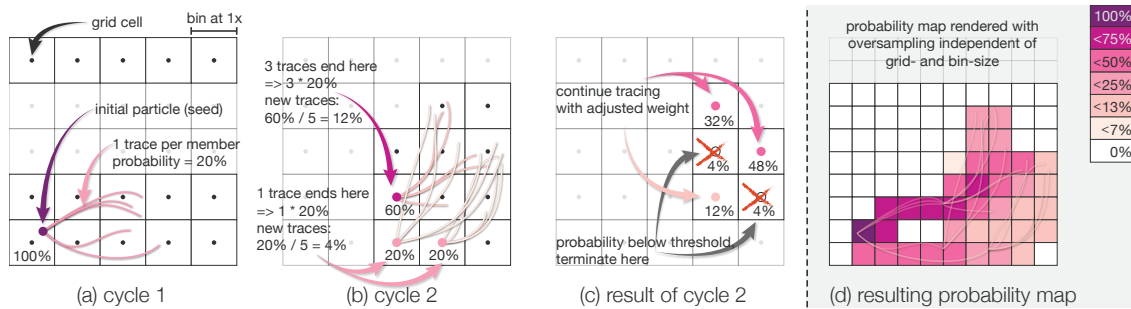 grid cell
bin at 1x
initial particle (seed)
1 trace per member
probability = 20%
100%
(a) cycle 1
3 traces end here
=> 3 * 20%
new traces:
60% / 5 = 12%
1 trace ends here
=> 1 * 20%
new traces:
20% / 5 = 4%
60%
20%
20%
(b) cycle 2
continue tracing
with adjusted weight
32%
4%
48%
12%
4%
probability below threshold
terminate here
(c) result of cycle 2
probability map rendered with
oversampling independent of
grid- and bin-size
100%
<75%
<50%
<25%
<13%
<7%
0%
(d) resulting probability map